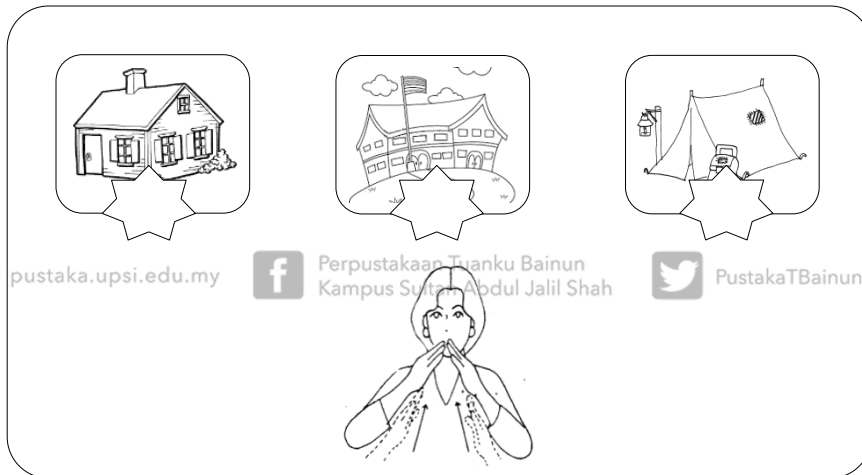 pustaka.upsi.edu.my
f
Perpustakaan Tuanku Bainun
Kampus Sultan Abdul Jalil Shah
PustakaTBainun